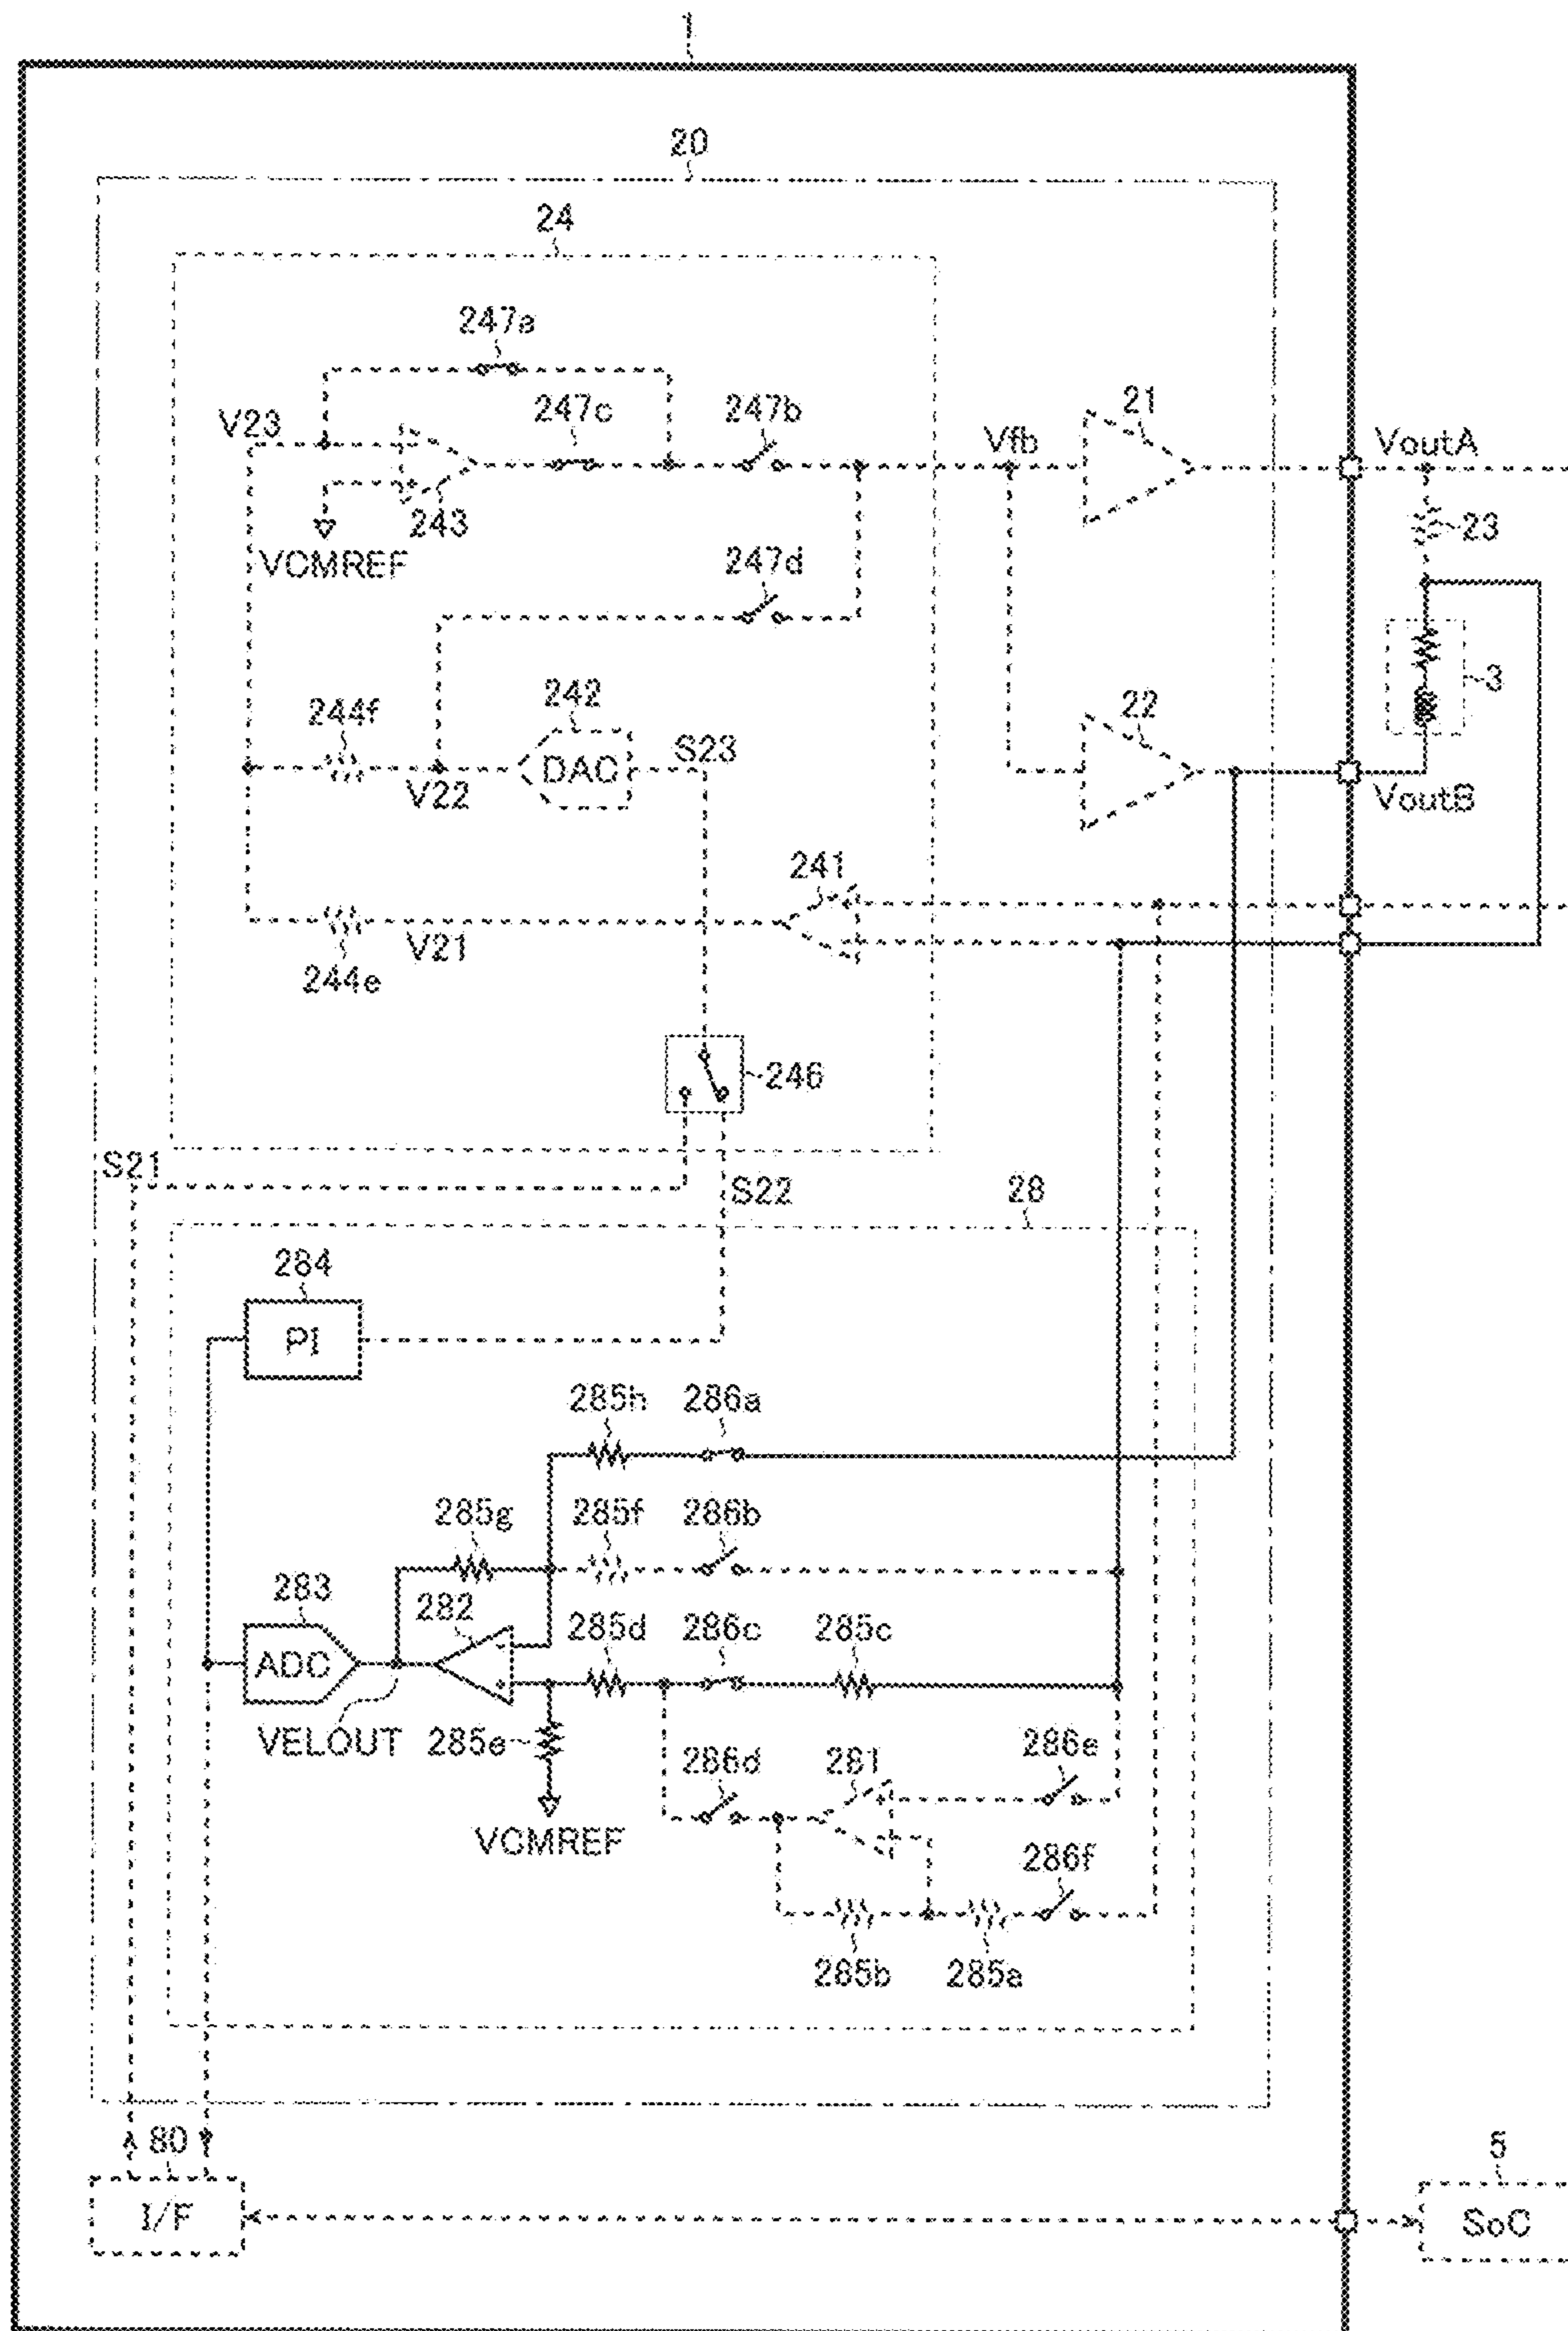 1
20
24
247a
V23
247c
247b
21
Vfb
VoutA
243
23
VCMREF
247d
3
244f
242
22
S23
DAC
V22
VoutB
241
V21
244e
246
S21
S22
28
284
PI
285h
286a
285g
285f
286b
283
282
285d
286c
285c
ADC
VELOUT
285e
286d
281
286e
VCMREF
286f
285b
285a
80
5
I/F
SoC